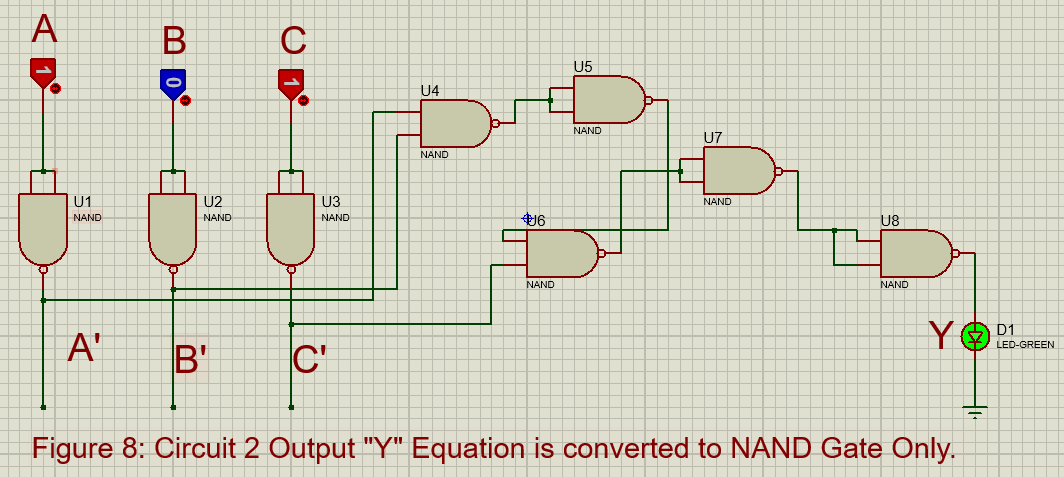 A
B
C
1
0
1
U5
NAND
U4
NAND
U7
NAND
U1
NAND
U2
NAND
U3
NAND
U6
NAND
U8
NAND
A'
B'
C'
Y
D1
LED-GREEN
Figure 8: Circuit 2 Output "Y" Equation is converted to NAND Gate Only.